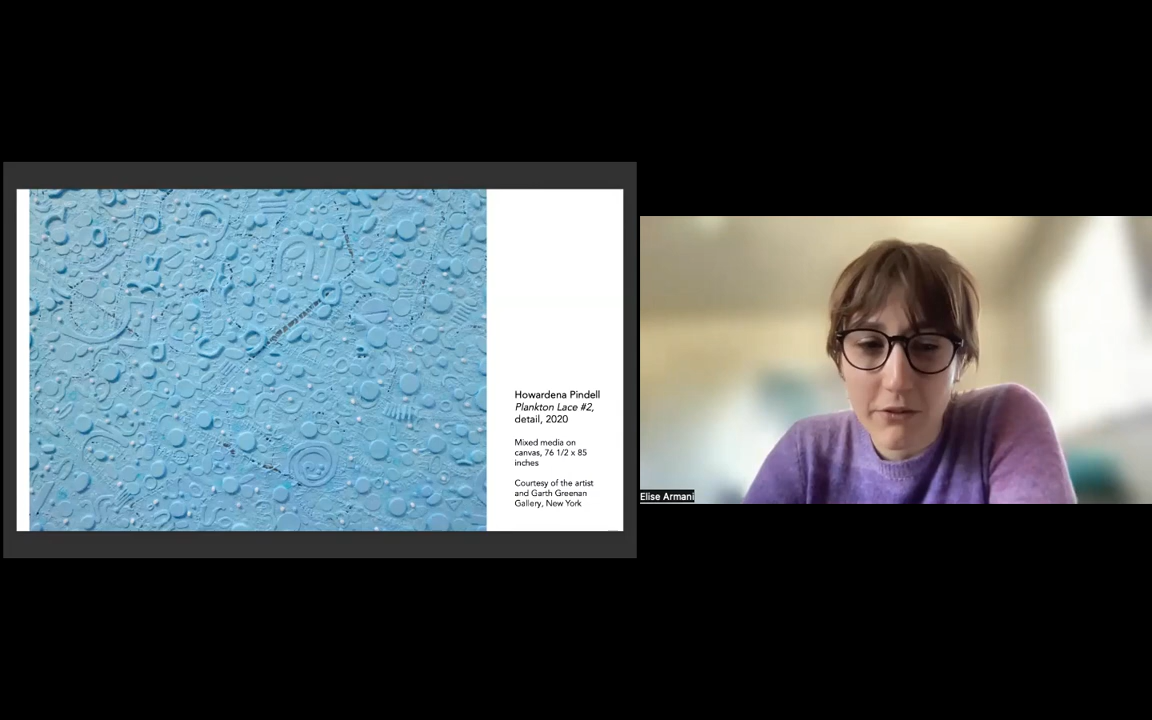 Howardena Pindell
Plankton Lace #2,
detail, 2020
Mixed media on
canvas, 76 1/2 x 85
inches
Courtesy of the artist
and Garth Greenan
Gallery, New York
Elise Armani